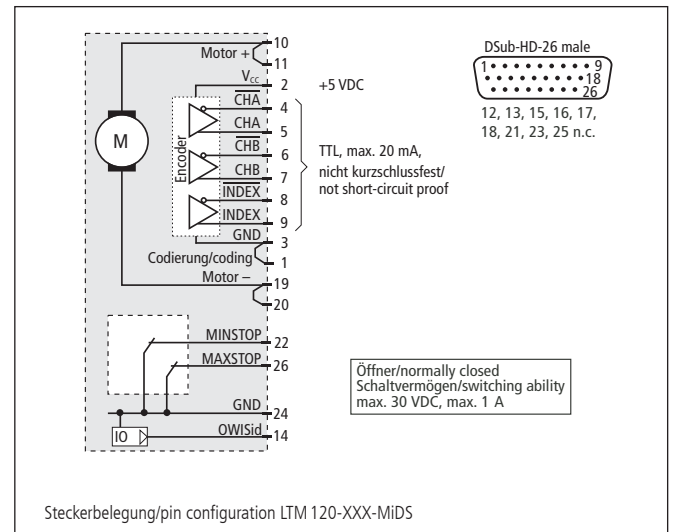 Motor + 10
11
V_CC 2 +5 VDC
C̅H̅A̅ 4
CHA 5
C̅H̅B̅ 6
CHB 7
I̅N̅D̅E̅X̅ 8
INDEX 9
GND 3
Codierung/coding 1
Motor – 19
20
M
Encoder
TTL, max. 20 mA,
nicht kurzschlussfest/
not short-circuit proof
DSub-HD-26 male
1 9
18
26
12, 13, 15, 16, 17,
18, 21, 23, 25 n.c.
MINSTOP 22
MAXSTOP 26
GND 24
IO OWISid 14
Öffner/normally closed
Schaltvermögen/switching ability
max. 30 VDC, max. 1 A
Steckerbelegung/pin configuration LTM 120-XXX-MiDS